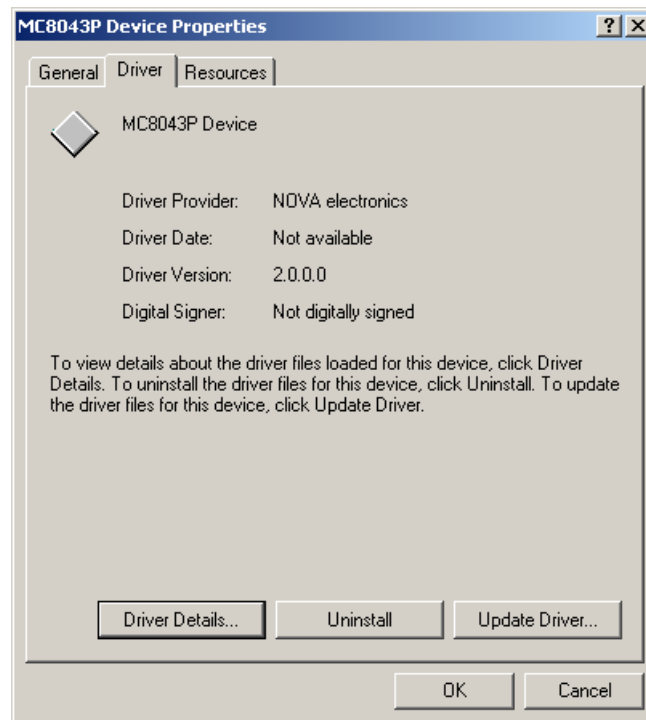 MC8043P Device Properties
General Driver Resources
MC8043P Device
Driver Provider: NOVA electronics
Driver Date: Not available
Driver Version: 2.0.0.0
Digital Signer: Not digitally signed
To view details about the driver files loaded for this device, click Driver
Details. To uninstall the driver files for this device, click Uninstall. To update
the driver files for this device, click Update Driver.
Driver Details... Uninstall Update Driver...
OK Cancel